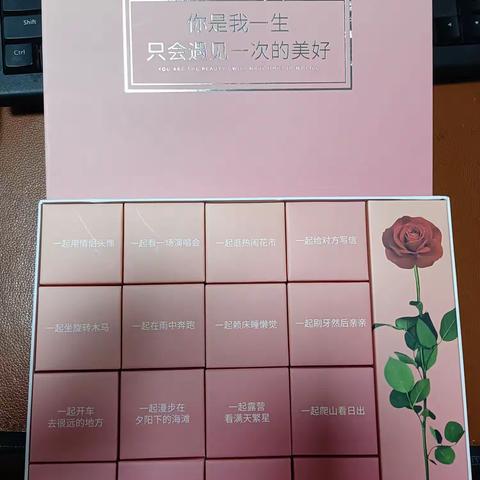 Shift
Ctrl
你是我一生
只会遇见一次的美好
一起用情侣头像
一起看一场演唱会
一起逛热闹花市
一起给对方写信
一起坐旋转木马
一起在雨中奔跑
一起赖床睡懒觉
一起刷牙然后亲亲
一起开车
去很远的地方
一起漫步在
夕阳下的海滩
一起露营
看满天繁星
一起爬山看日出